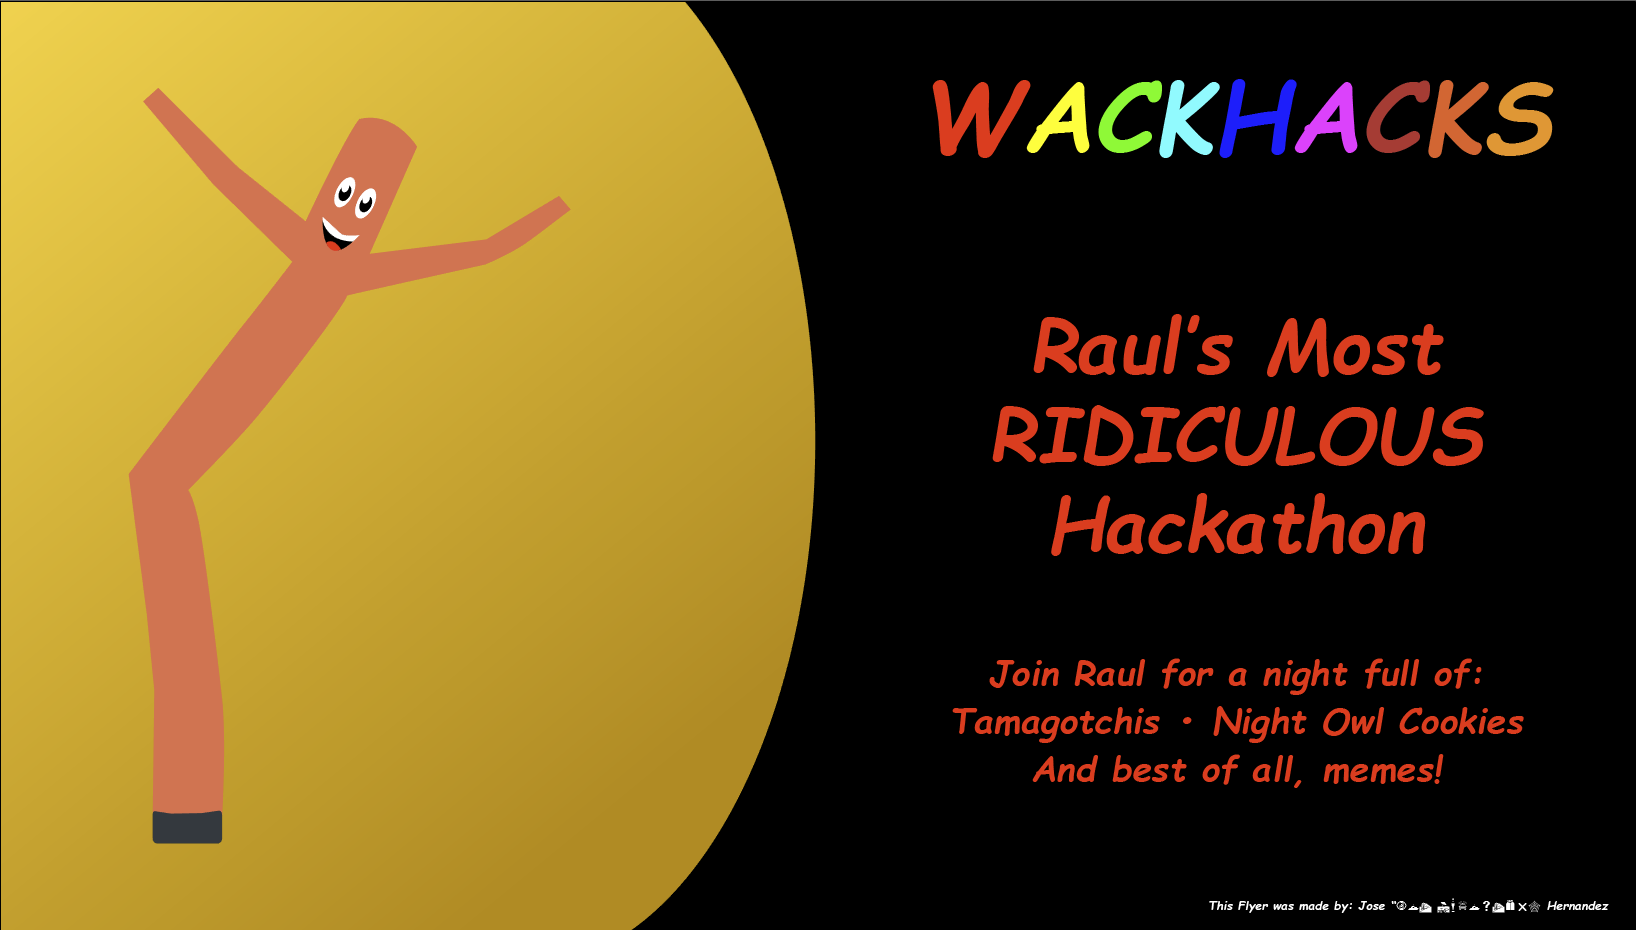 WACKHACKS
Raul's Most
RIDICULOUS
Hackathon
Join Raul for a night full of:
Tamagotchis • Night Owl Cookies
And best of all, memes!
This Flyer was made by: Jose " Hernandez